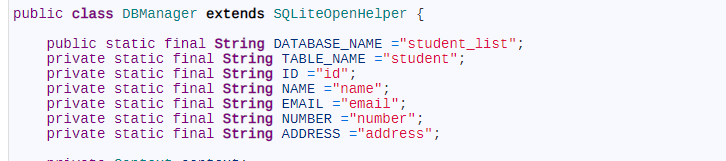 public class DBManager extends SQLiteOpenHelper {
public static final String DATABASE_NAME ="student_list";
private static final String TABLE_NAME ="student";
private static final String ID ="id";
private static final String NAME ="name";
private static final String EMAIL ="email";
private static final String NUMBER ="number";
private static final String ADDRESS ="address";
private Context context;